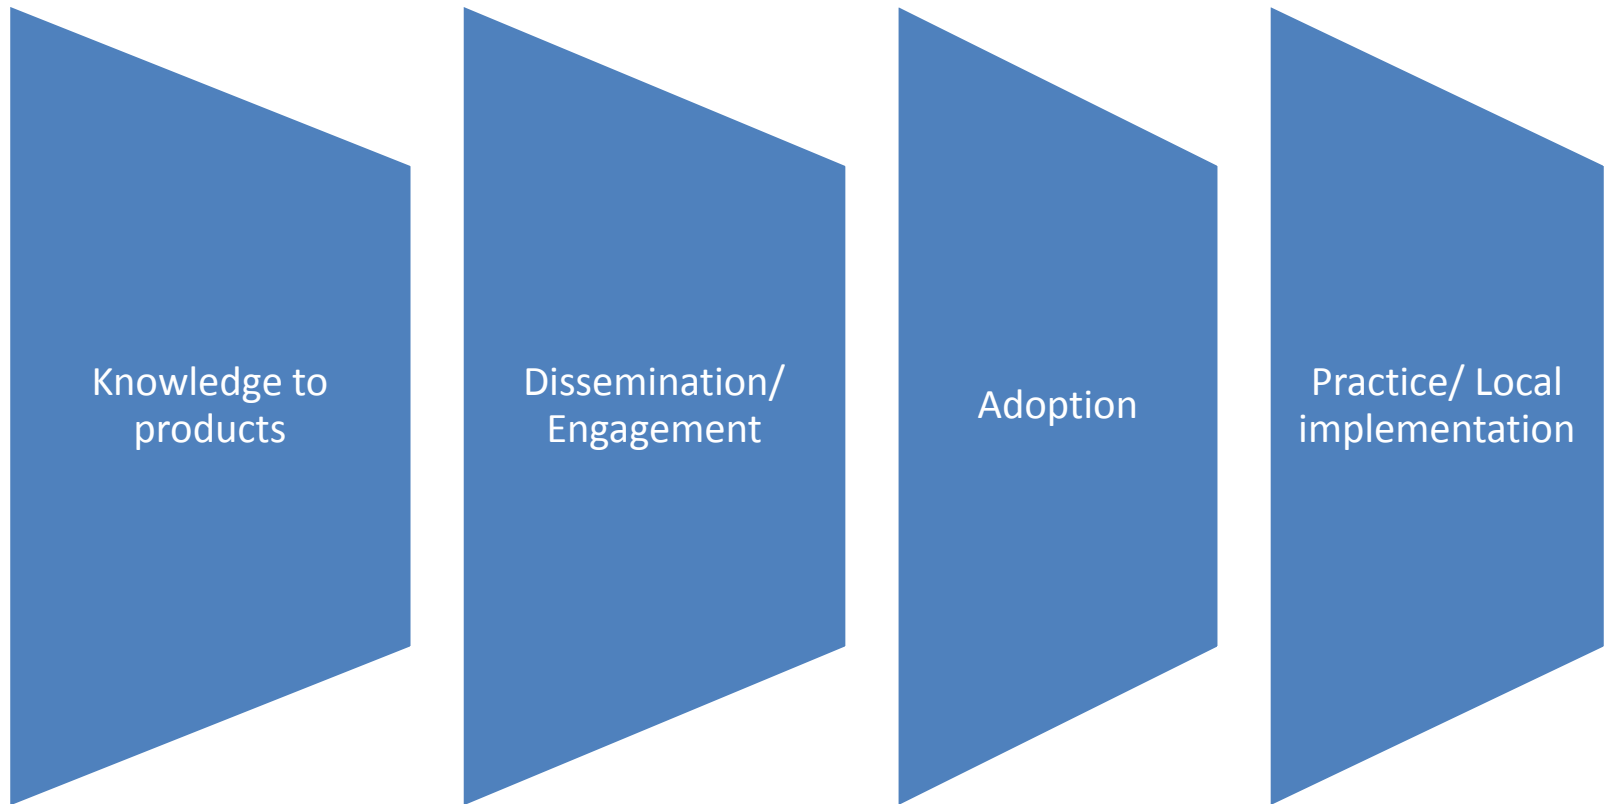 Knowledge to
products
Dissemination/
Engagement
Adoption
Practice/ Local
implementation